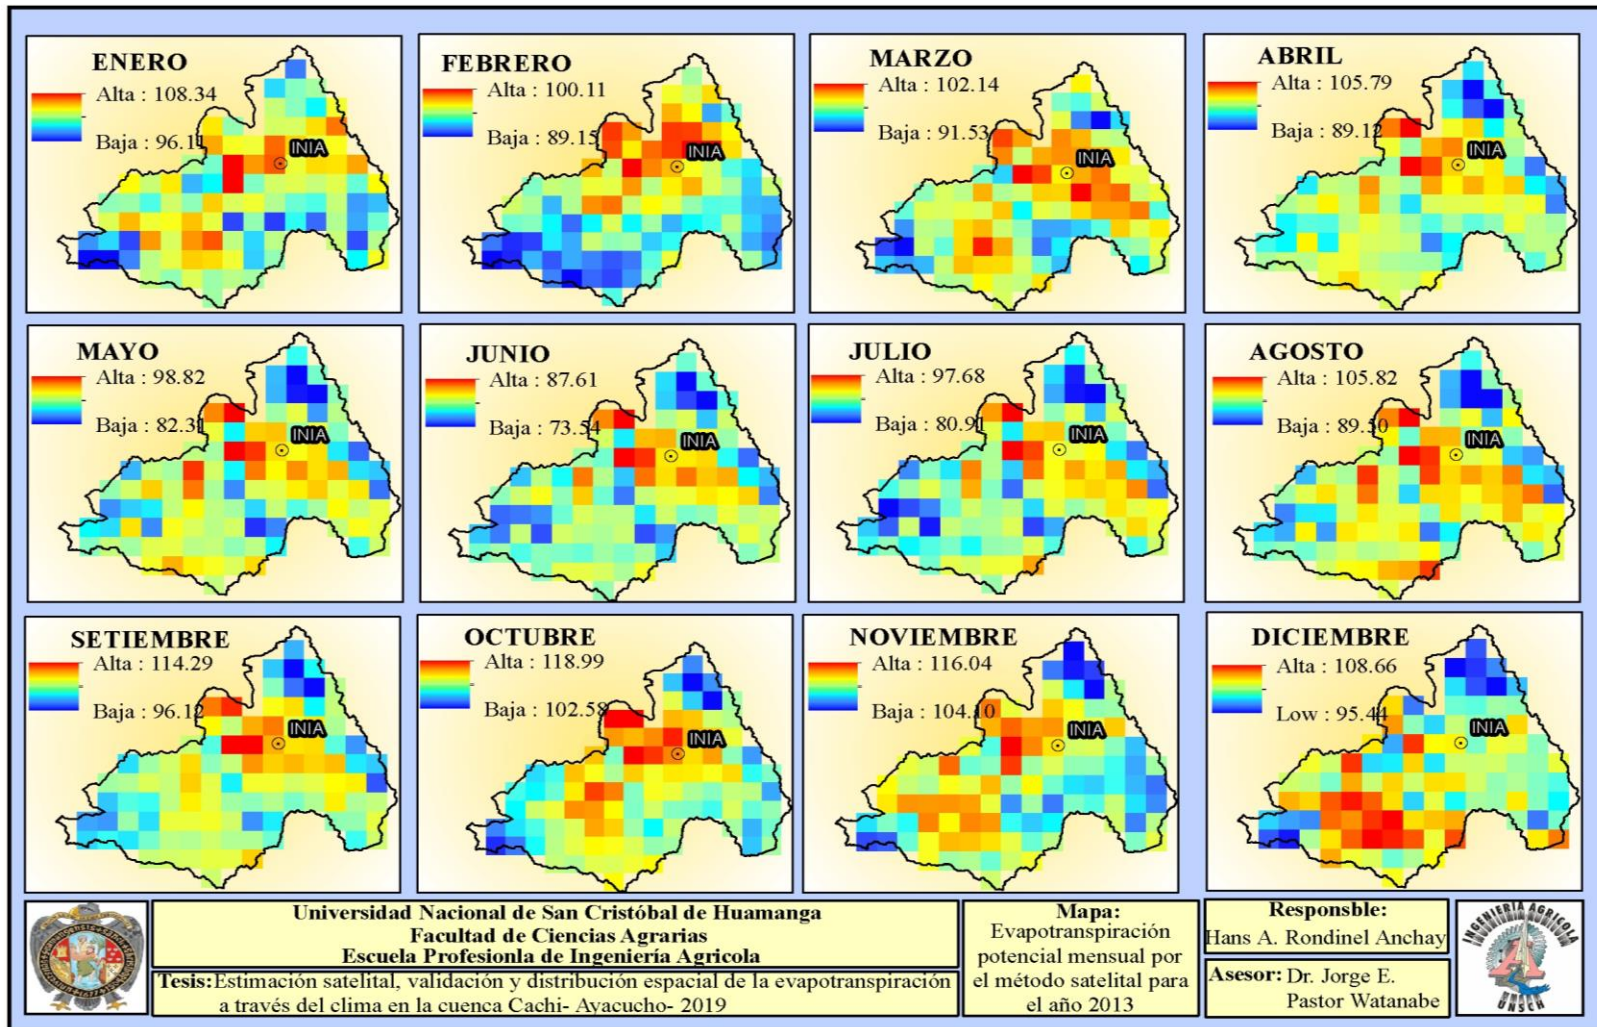 ENERO
Alta : 108.34
Baja : 96.11
INIA
FEBRERO
Alta : 100.11
Baja : 89.15
INIA
MARZO
Alta : 102.14
Baja : 91.53
INIA
ABRIL
Alta : 105.79
Baja : 89.12
INIA
MAYO
Alta : 98.82
Baja : 82.31
INIA
JUNIO
Alta : 87.61
Baja : 73.54
INIA
JULIO
Alta : 97.68
Baja : 80.91
INIA
AGOSTO
Alta : 105.82
Baja : 89.50
INIA
SETIEMBRE
Alta : 114.29
Baja : 96.12
INIA
OCTUBRE
Alta : 118.99
Baja : 102.58
INIA
NOVIEMBRE
Alta : 116.04
Baja : 104.10
INIA
DICIEMBRE
Alta : 108.66
Low : 95.44
INIA
Universidad Nacional de San Cristóbal de Huamanga
Facultad de Ciencias Agrarias
Escuela Profesionla de Ingeniería Agricola
Tesis:Estimación satelital, validación y distribución espacial de la evapotranspiración
a través del clima en la cuenca Cachi- Ayacucho- 2019
Mapa:
Evapotranspiración
potencial mensual por
el método satelital para
el año 2013
Responsble:
Hans A. Rondinel Anchay
Asesor: Dr. Jorge E.
Pastor Watanabe
INGENIERIA AGRICOLA
UNSCH